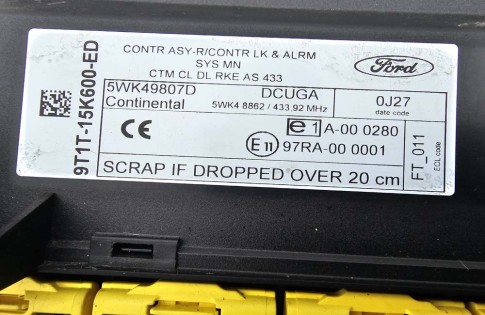 9T1T-15K600-ED
CONTR ASY-R/CONTR LK & ALRM
SYS MN
CTM CL DL RKE AS 433
Ford
5WK49807D
Continental
DCUGA
5WK4 8862 / 433.92 MHz
0J27
date code
CE
e1 A-00 0280
E11 97RA-00 0001
FT_011
ECL code
SCRAP IF DROPPED OVER 20 cm